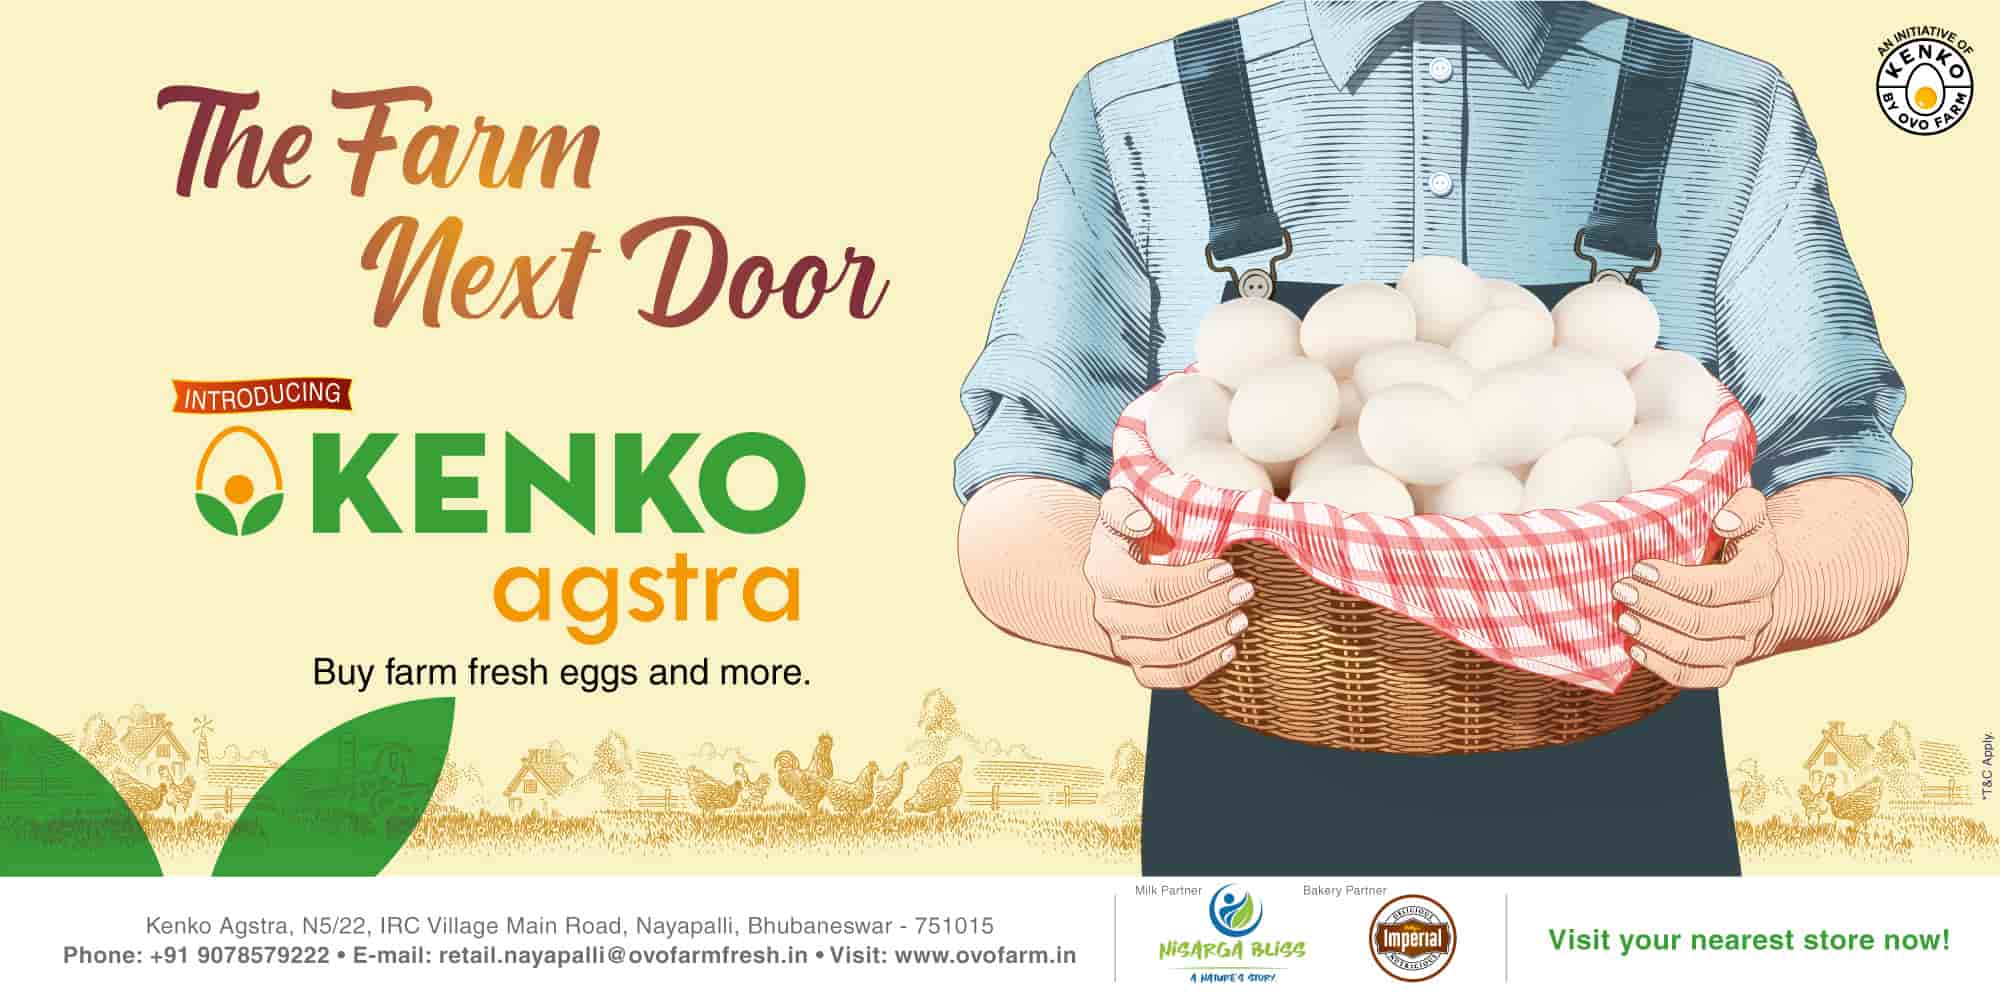 The Farm
Next Door
INTRODUCING
KENKO
agstra
Buy farm fresh eggs and more.
AN INITIATIVE OF
KENKO
BY OVO FARM
*T&C Apply.
Kenko Agstra, N5/22, IRC Village Main Road, Nayapalli, Bhubaneswar - 751015
Phone: +91 9078579222 • E-mail: retail.nayapalli@ovofarmfresh.in • Visit: www.ovofarm.in
Milk Partner
NISARGA BLISS
A NATURE'S STORY
Bakery Partner
DELICIOUS
Imperial
NUTRICIOUS
Visit your nearest store now!